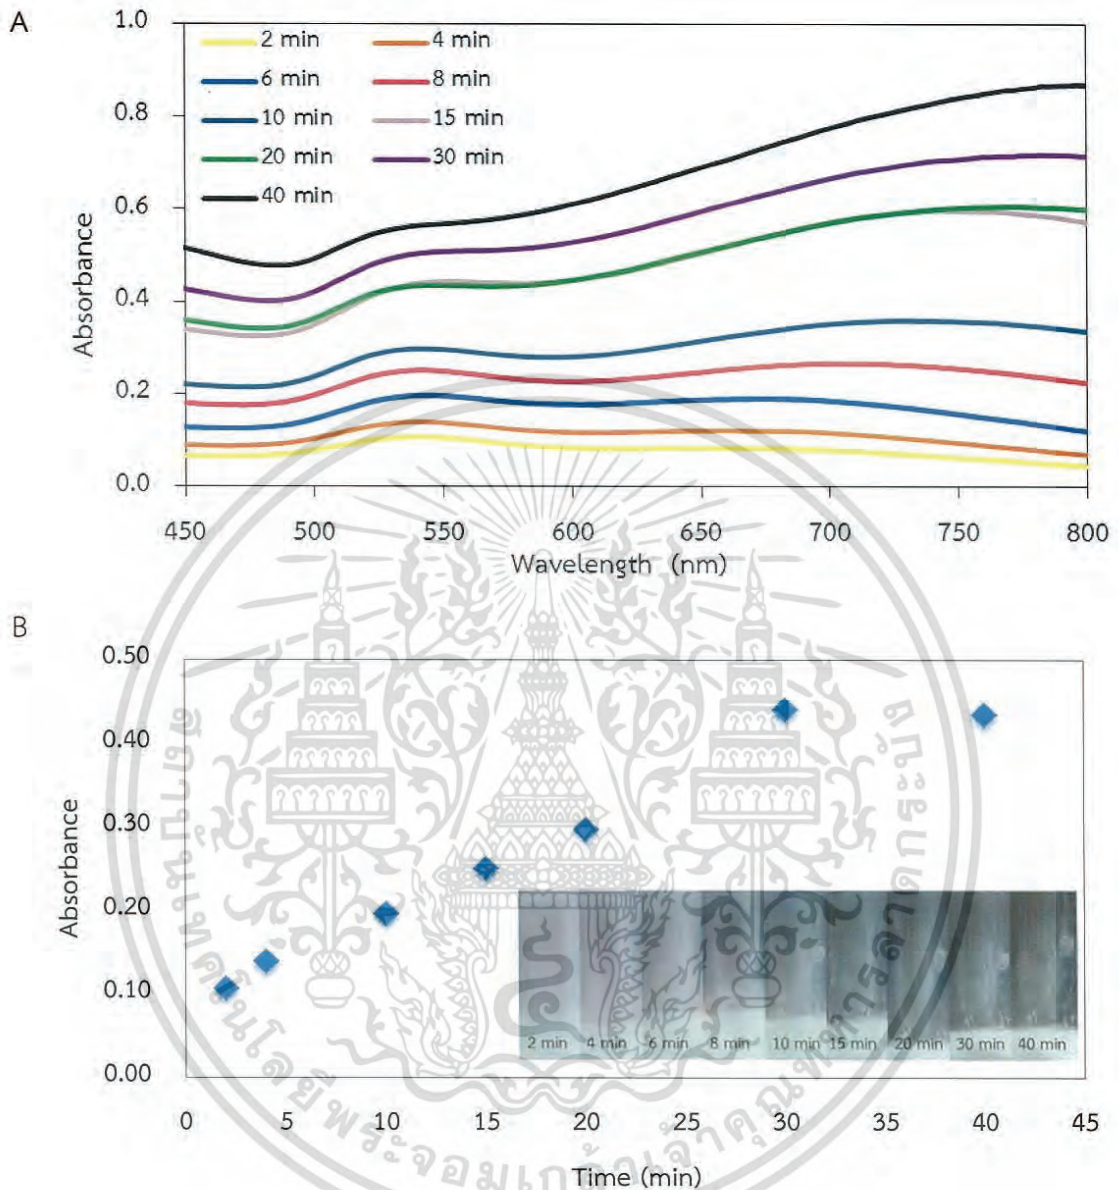 A
1.0
0.8
0.6
0.4
0.2
0.0
Absorbance
2 min
4 min
6 min
8 min
10 min
15 min
20 min
30 min
40 min
450 500 550 600 650 700 750 800
Wavelength (nm)
B
0.50
0.40
0.30
0.20
0.10
0.00
Absorbance
2 min 4 min 6 min 8 min 10 min 15 min 20 min 30 min 40 min
0 5 10 15 20 25 30 35 40 45
Time (min)